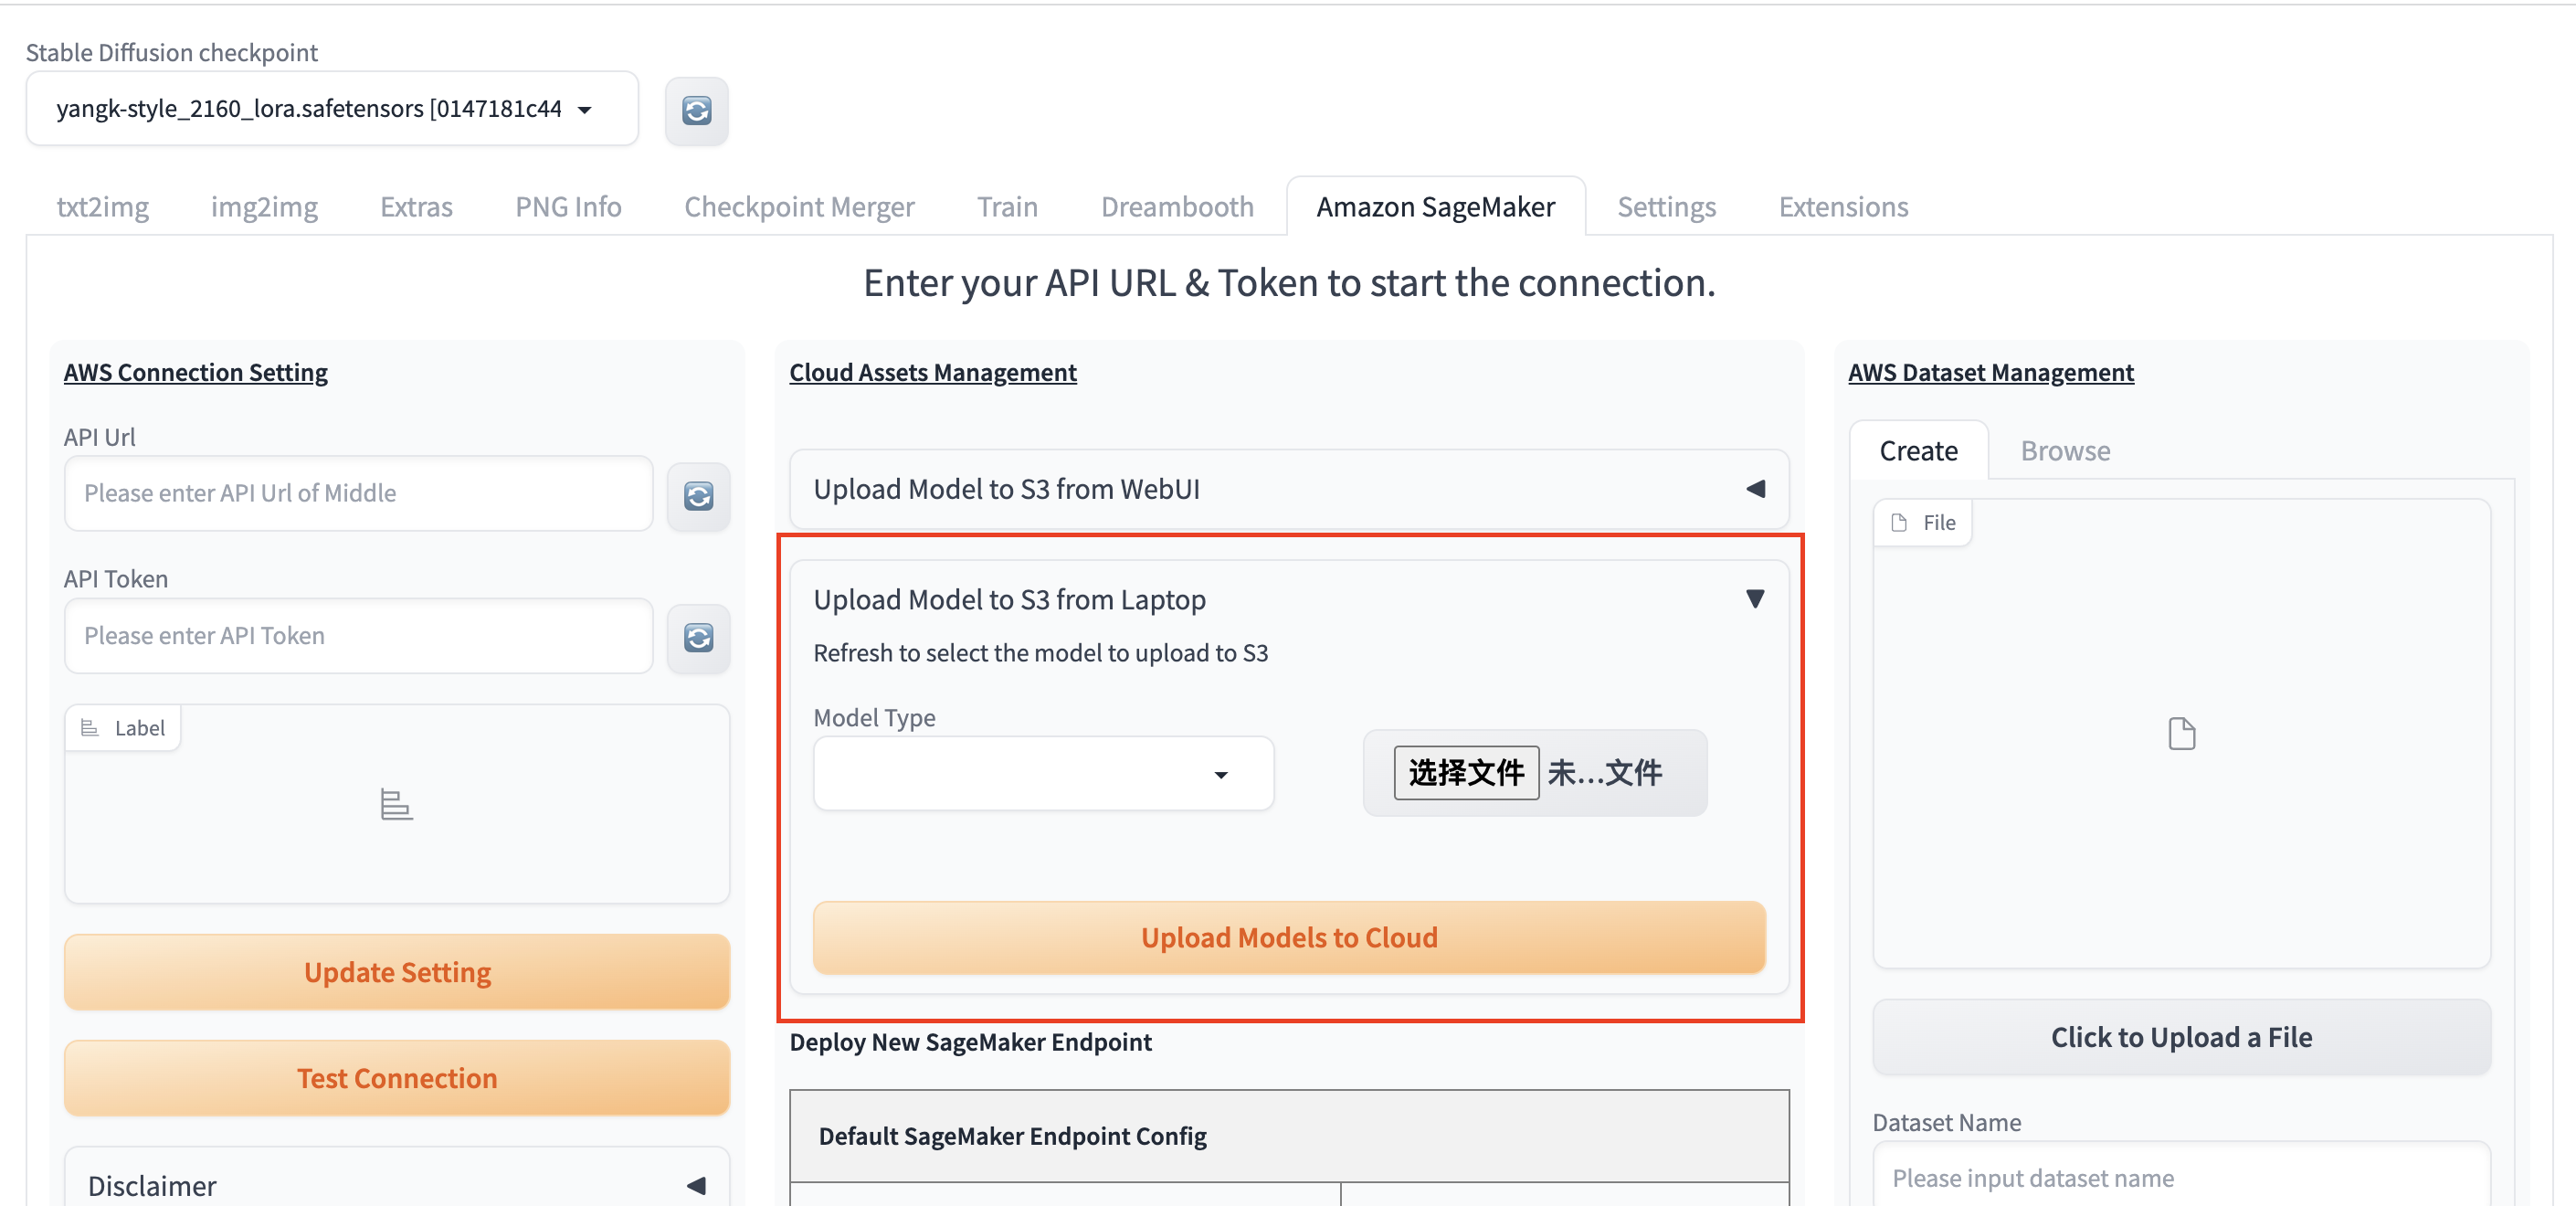 Stable Diffusion checkpoint
yangk-style_2160_lora.safetensors [0147181c44
txt2img img2img Extras PNG Info Checkpoint Merger Train Dreambooth Amazon SageMaker Settings Extensions
Enter your API URL & Token to start the connection.
AWS Connection Setting
API Url
Please enter API Url of Middle
API Token
Please enter API Token
Label
Update Setting
Test Connection
Disclaimer
Cloud Assets Management
Upload Model to S3 from WebUI
Upload Model to S3 from Laptop
Refresh to select the model to upload to S3
Model Type
选择文件 未...文件
Upload Models to Cloud
Deploy New SageMaker Endpoint
Default SageMaker Endpoint Config
AWS Dataset Management
Create Browse
File
Click to Upload a File
Dataset Name
Please input dataset name